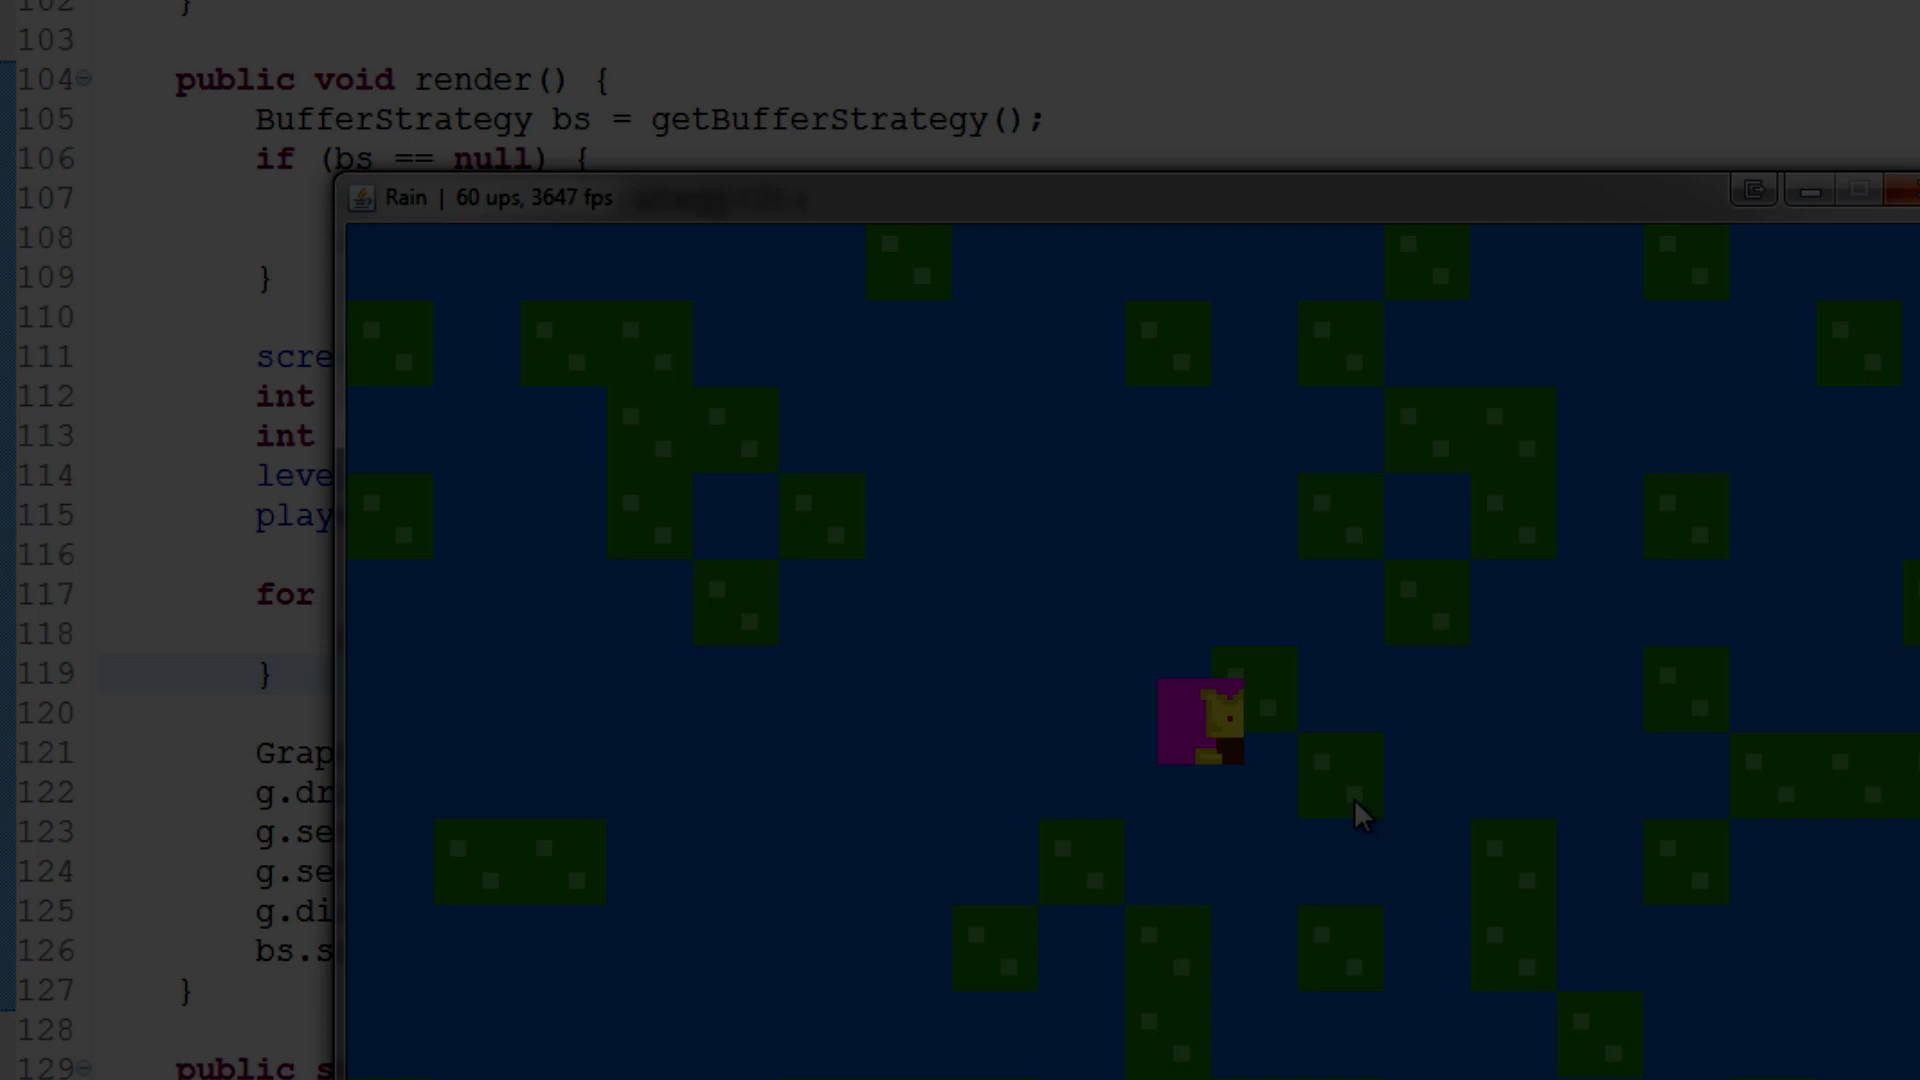 102 }
103
104 public void render() {
105 BufferStrategy bs = getBufferStrategy();
106 if (bs == null) {
107
Rain | 60 ups, 3647 fps
108
109 }
110
111 scre
112 int
113 int
114 leve
115 play
116
117 for
118
119 }
120
121 Grap
122 g.dr
123 g.se
124 g.se
125 g.di
126 bs.s
127 }
128
129 public s